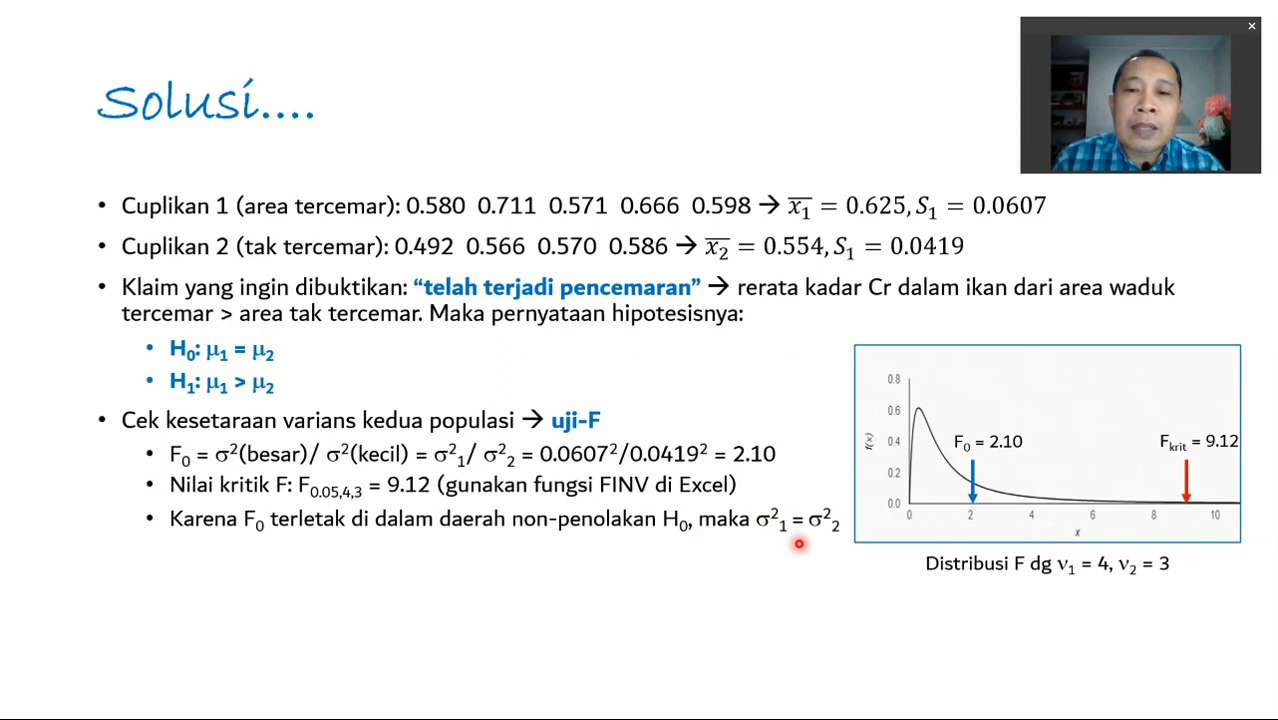 Solusi....
• Cuplikan 1 (area tercemar): 0.580 0.711 0.571 0.666 0.598 → x̅₁ = 0.625, S₁ = 0.0607
• Cuplikan 2 (tak tercemar): 0.492 0.566 0.570 0.586 → x̅₂ = 0.554, S₁ = 0.0419
• Klaim yang ingin dibuktikan: “telah terjadi pencemaran” → rerata kadar Cr dalam ikan dari area waduk
tercemar > area tak tercemar. Maka pernyataan hipotesisnya:
• H₀: μ₁ = μ₂
• H₁: μ₁ > μ₂
• Cek kesetaraan varians kedua populasi → uji-F
• F₀ = σ²(besar)/ σ²(kecil) = σ²₁/ σ²₂ = 0.0607²/0.0419² = 2.10
• Nilai kritik F: F₀.₀₅,₄,₃ = 9.12 (gunakan fungsi FINV di Excel)
• Karena F₀ terletak di dalam daerah non-penolakan H₀, maka σ²₁ = σ²₂
0.8
0.6
0.4
0.2
0.0
f(x)
F₀ = 2.10
Fkrit = 9.12
0 2 4 6 8 10
x
Distribusi F dg ν₁ = 4, ν₂ = 3